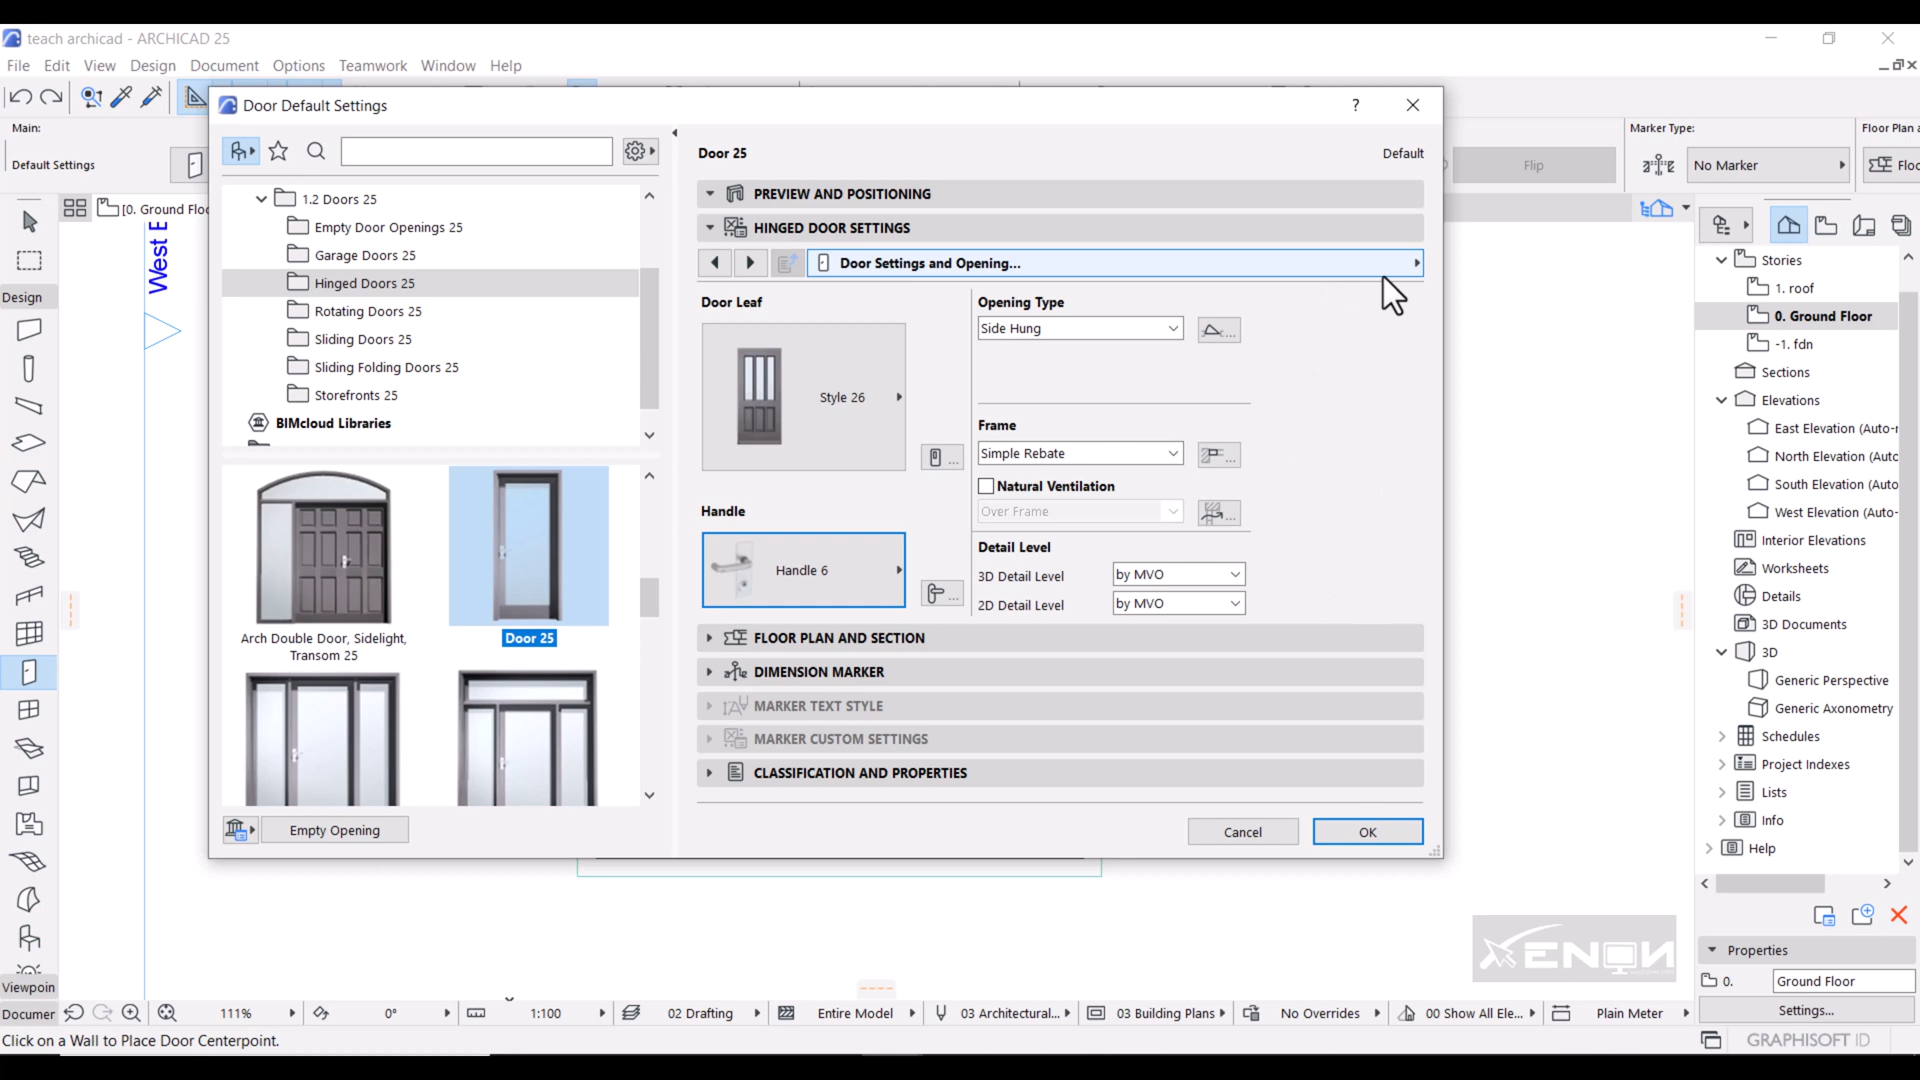 teach archicad - ARCHICAD 25
File Edit View Design Document Options Teamwork Window Help
Main:
Default Settings
Door Default Settings
?
Marker Type:
Floor Plan a
Flip
No Marker
Floc
[0. Ground Floo
West E
Design
Viewpoin
Documer
1.2 Doors 25
Empty Door Openings 25
Garage Doors 25
Hinged Doors 25
Rotating Doors 25
Sliding Doors 25
Sliding Folding Doors 25
Storefronts 25
BIMcloud Libraries
Arch Double Door, Sidelight,
Transom 25
Door 25
Empty Opening
Door 25
Default
PREVIEW AND POSITIONING
HINGED DOOR SETTINGS
Door Settings and Opening...
Door Leaf
Style 26
Handle
Handle 6
Opening Type
Side Hung
Frame
Simple Rebate
Natural Ventilation
Over Frame
Detail Level
3D Detail Level by MVO
2D Detail Level by MVO
FLOOR PLAN AND SECTION
DIMENSION MARKER
MARKER TEXT STYLE
MARKER CUSTOM SETTINGS
CLASSIFICATION AND PROPERTIES
Cancel
OK
Stories
1. roof
0. Ground Floor
-1. fdn
Sections
Elevations
East Elevation (Auto-r
North Elevation (Autc
South Elevation (Auto
West Elevation (Auto-
Interior Elevations
Worksheets
Details
3D Documents
3D
Generic Perspective
Generic Axonometry
Schedules
Project Indexes
Lists
Info
Help
Properties
0. Ground Floor
Settings...
XENON
111% 0° 1:100 02 Drafting Entire Model 03 Architectural... 03 Building Plans No Overrides 00 Show All Ele... Plain Meter
Click on a Wall to Place Door Centerpoint.
GRAPHISOFT ID